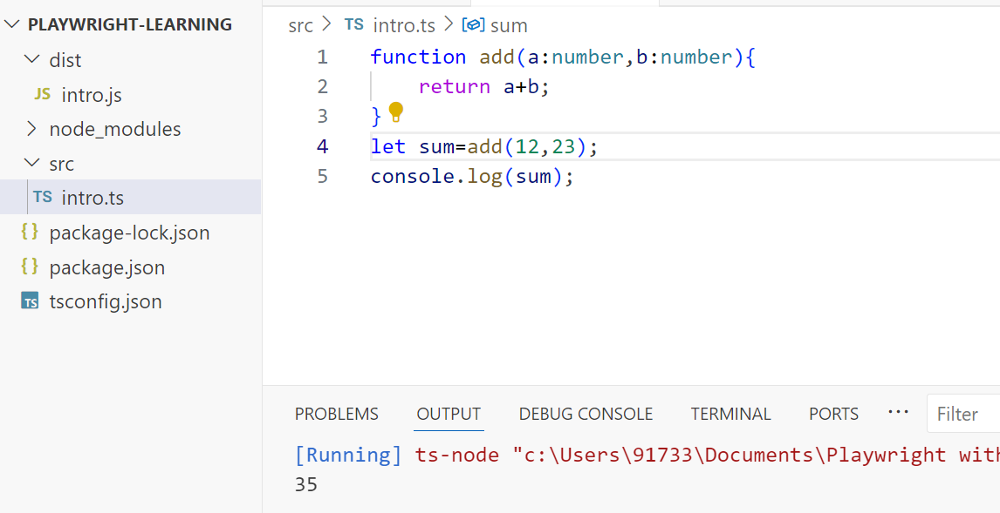 PLAYWRIGHT-LEARNING
dist
JS intro.js
node_modules
src
TS intro.ts
{} package-lock.json
{} package.json
TS tsconfig.json
src > TS intro.ts > sum
1 function add(a:number,b:number){
2 return a+b;
3 }
4 let sum=add(12,23);
5 console.log(sum);
PROBLEMS OUTPUT DEBUG CONSOLE TERMINAL PORTS ··· Filter
[Running] ts-node "c:\Users\91733\Documents\Playwright with
35